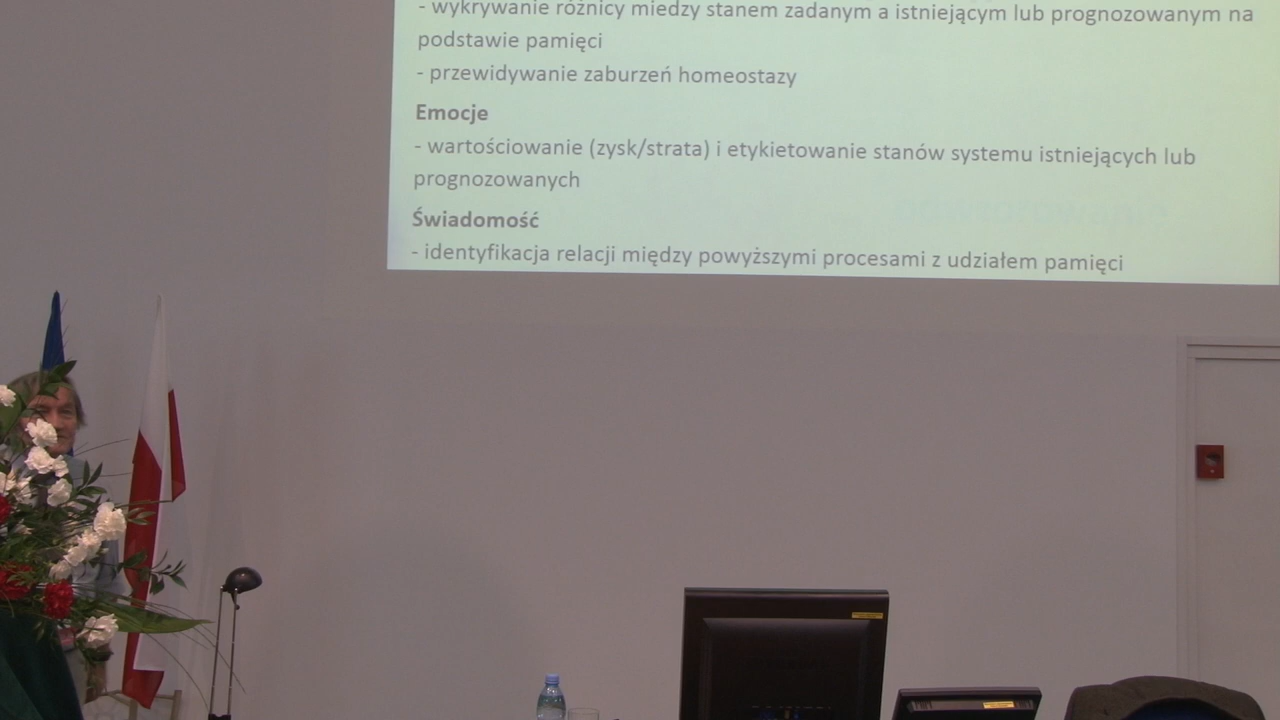 - wykrywanie różnicy miedzy stanem zadanym a istniejącym lub prognozowanym na
podstawie pamięci
- przewidywanie zaburzeń homeostazy
Emocje
- wartościowanie (zysk/strata) i etykietowanie stanów systemu istniejących lub
prognozowanych
Świadomość
- identyfikacja relacji między powyższymi procesami z udziałem pamięci